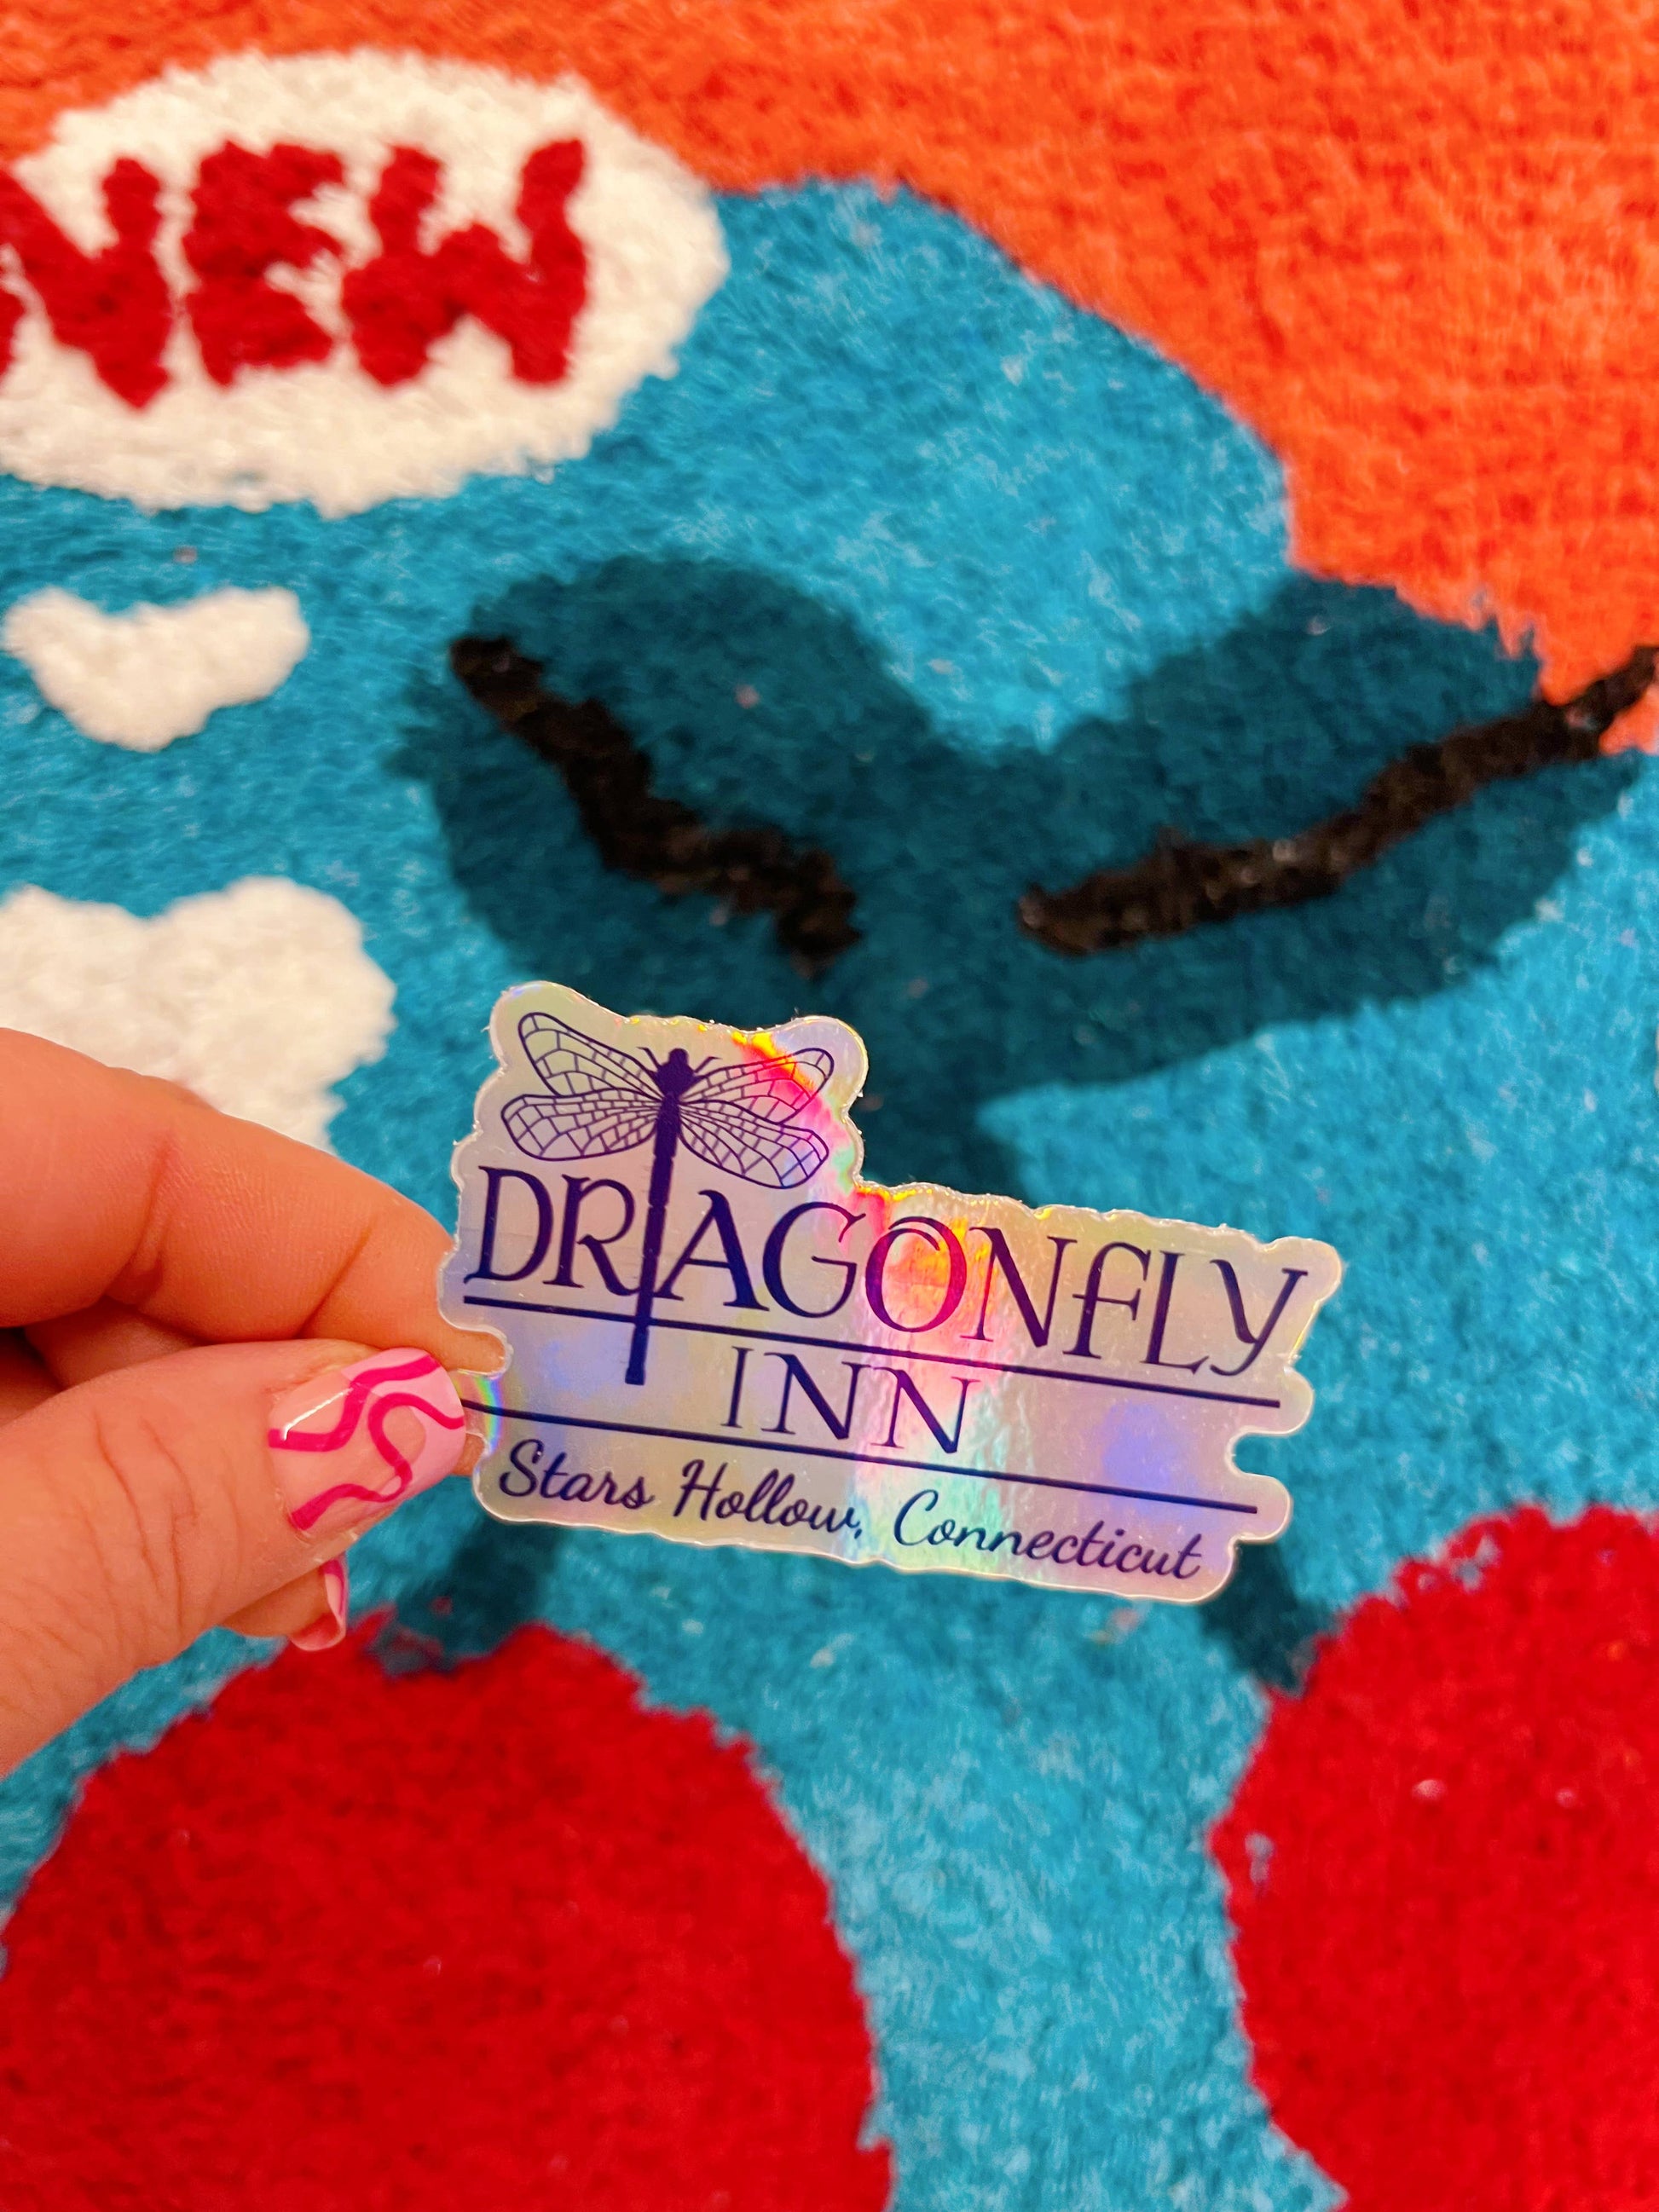 NEW
DRAGONFLY
INN
Stars Hollow, Connecticut